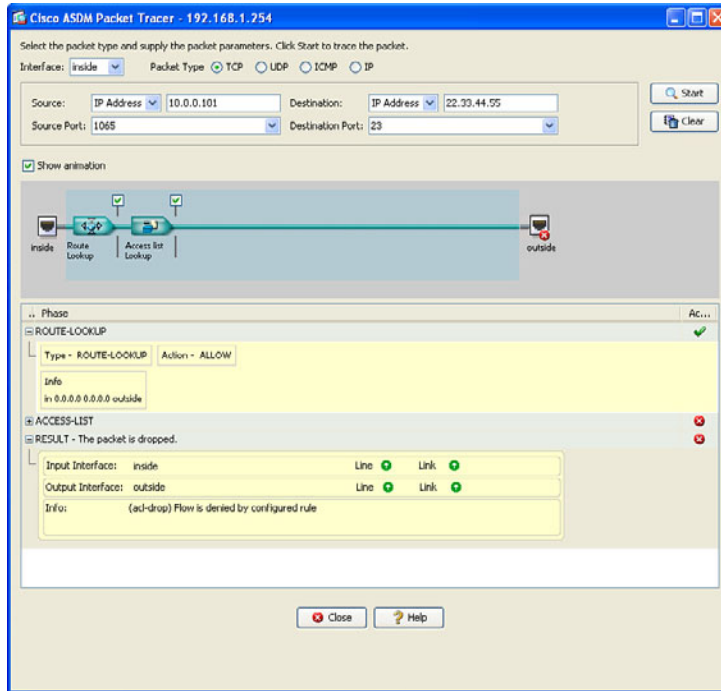 Cisco ASDM Packet Tracer - 192.168.1.254
Select the packet type and supply the packet parameters. Click Start to trace the packet.
Interface: inside Packet Type TCP UDP ICMP IP
Source: IP Address 10.0.0.101 Destination: IP Address 22.33.44.55 Start
Source Port: 1065 Destination Port: 23 Clear
Show animation
inside Route Lookup Access list Lookup outside
.. Phase Ac...
ROUTE-LOOKUP
Type - ROUTE-LOOKUP Action - ALLOW
Info
in 0.0.0.0 0.0.0.0 outside
ACCESS-LIST
RESULT - The packet is dropped.
Input Interface: inside Line Link
Output Interface: outside Line Link
Info: (acl-drop) Flow is denied by configured rule
Close Help